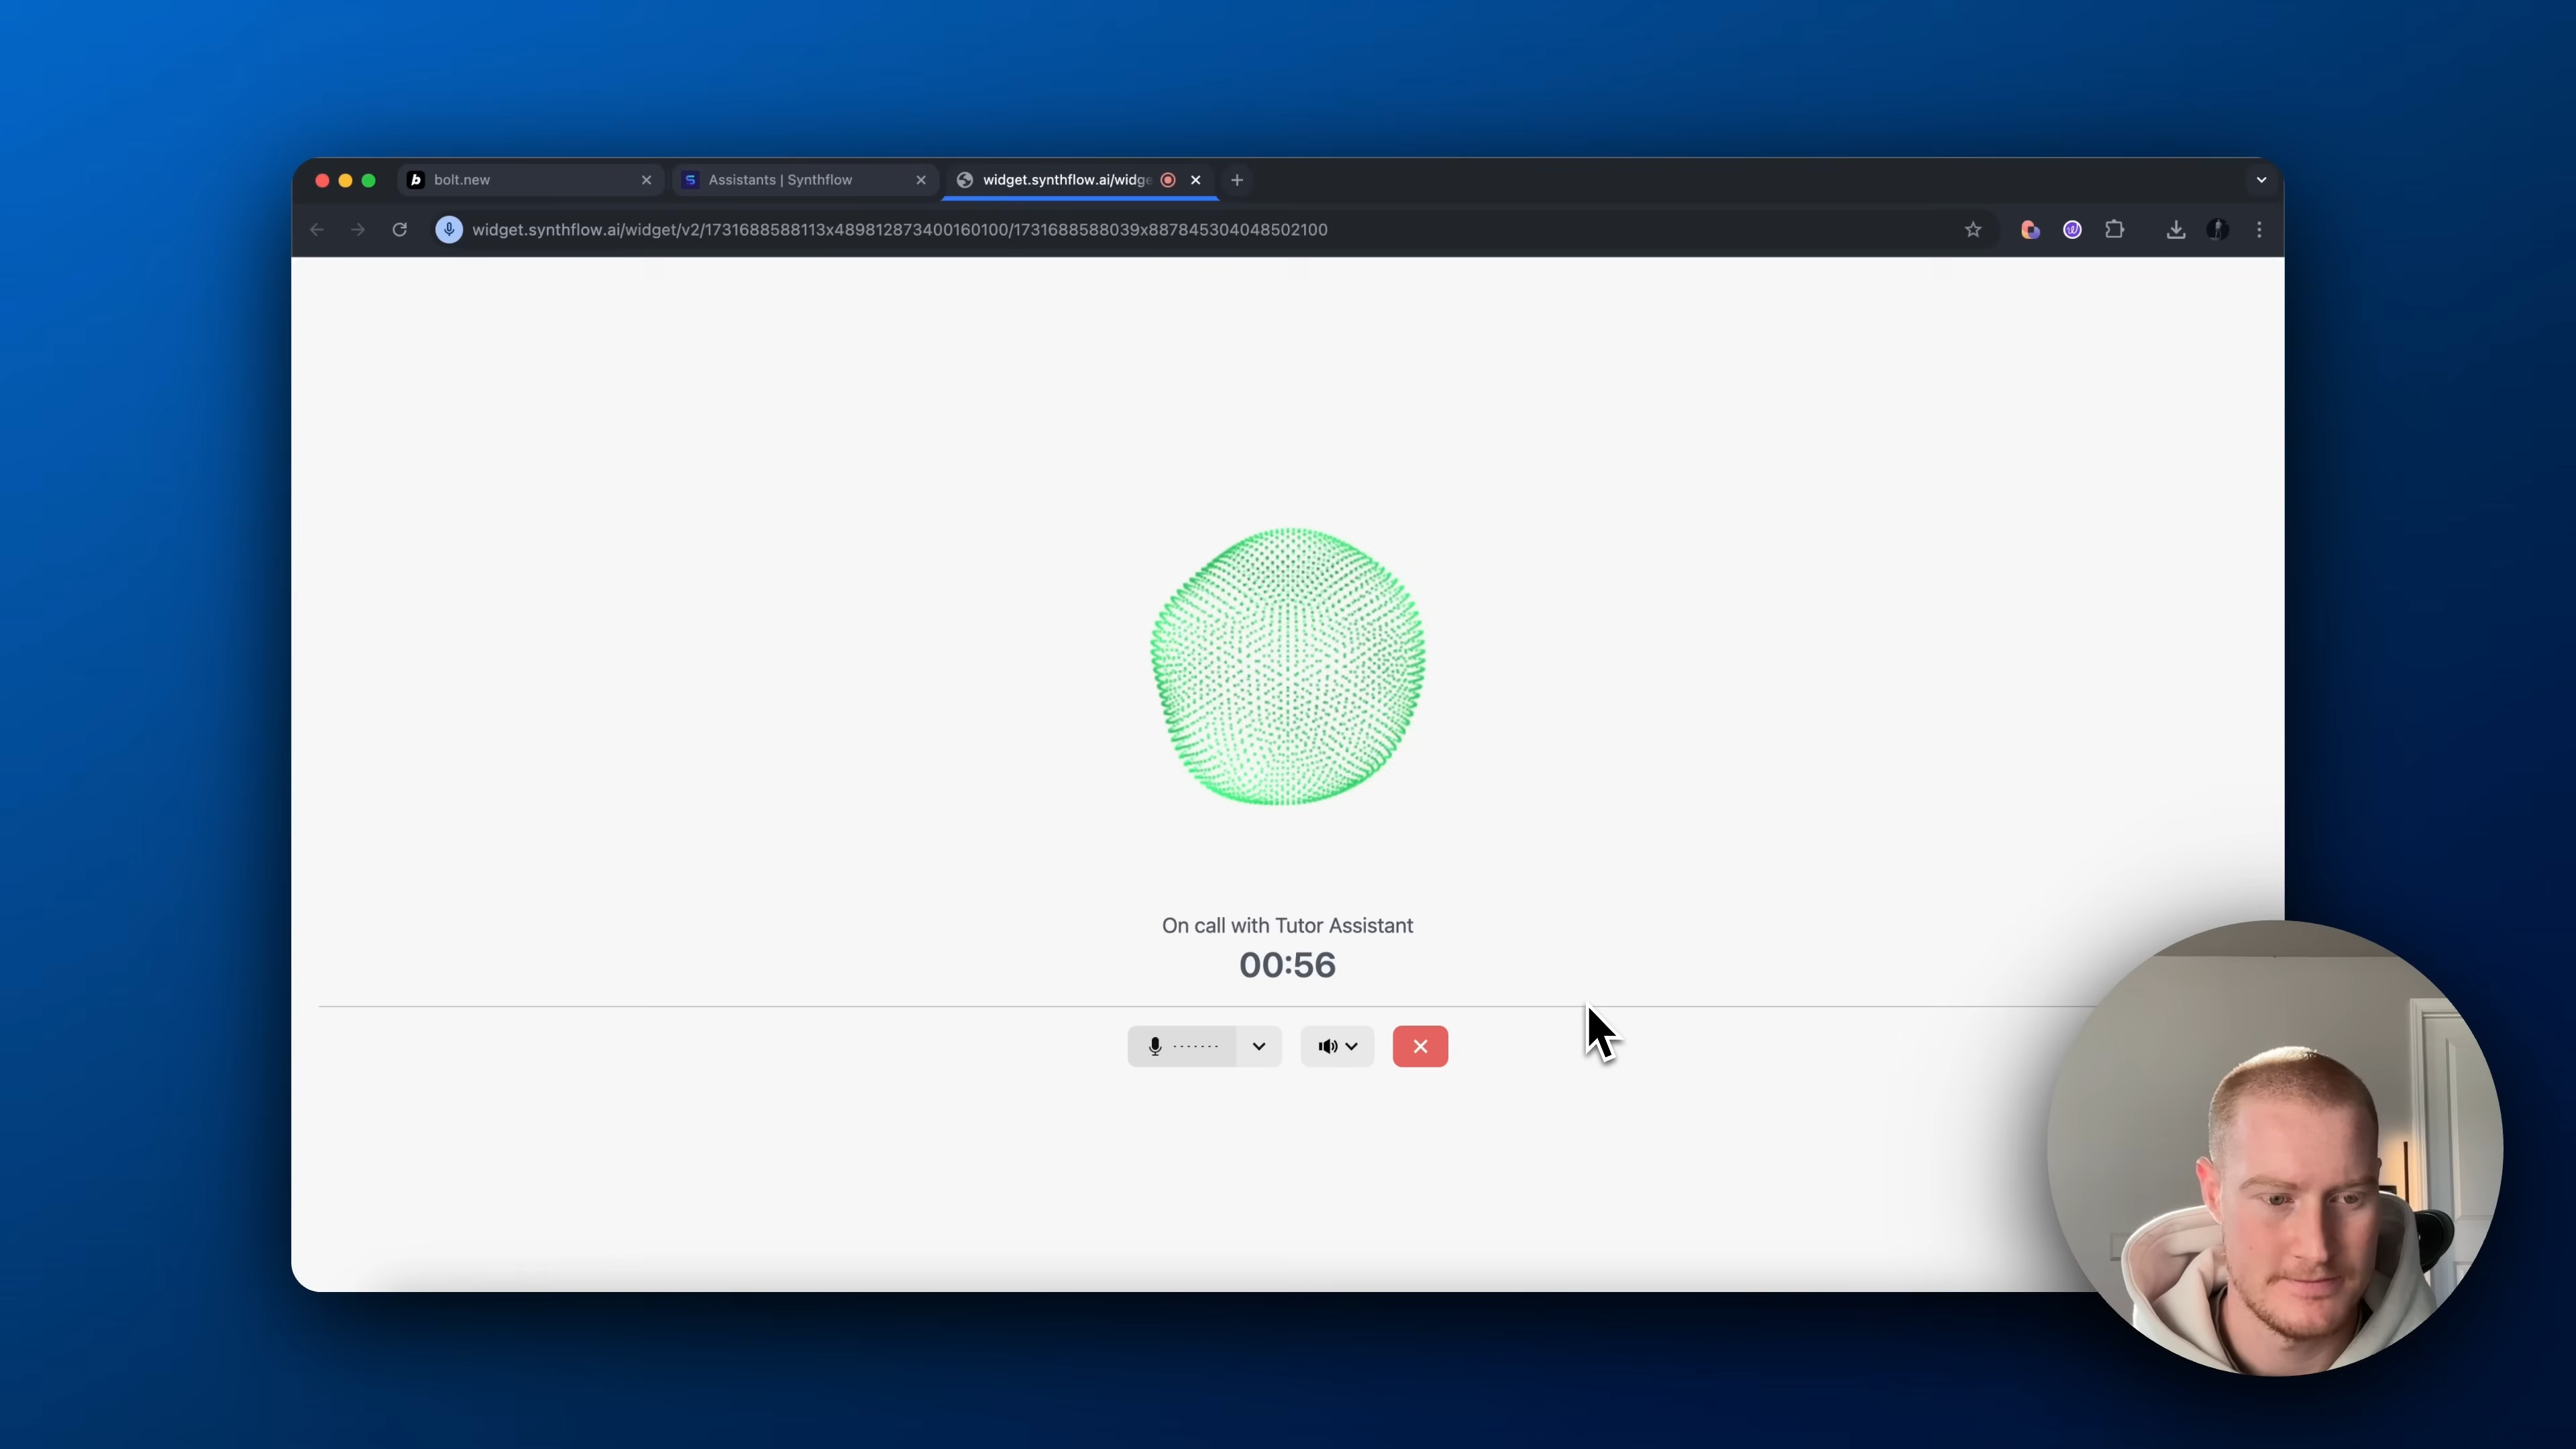 bolt.new
Assistants | Synthflow
widget.synthflow.ai/widge
widget.synthflow.ai/widget/v2/1731688588113x489812873400160100/1731688588039x887845304048502100
On call with Tutor Assistant
00:56